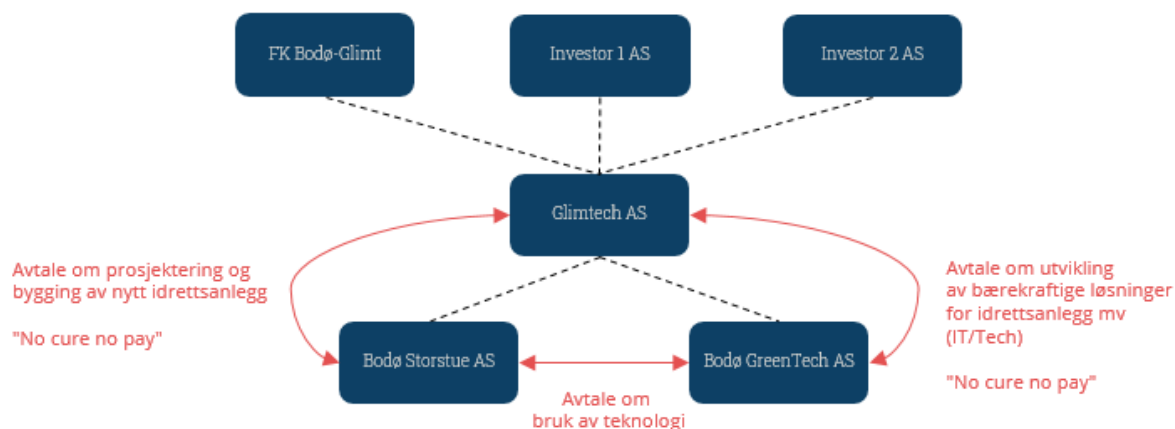 FK Bodø-Glimt
Investor 1 AS
Investor 2 AS
Glimtech AS
Avtale om prosjektering og
bygging av nytt idrettsanlegg
"No cure no pay"
Avtale om utvikling
av bærekraftige løsninger
for idrettsanlegg mv
(IT/Tech)
"No cure no pay"
Bodø Storstue AS
Bodø GreenTech AS
Avtale om
bruk av teknologi